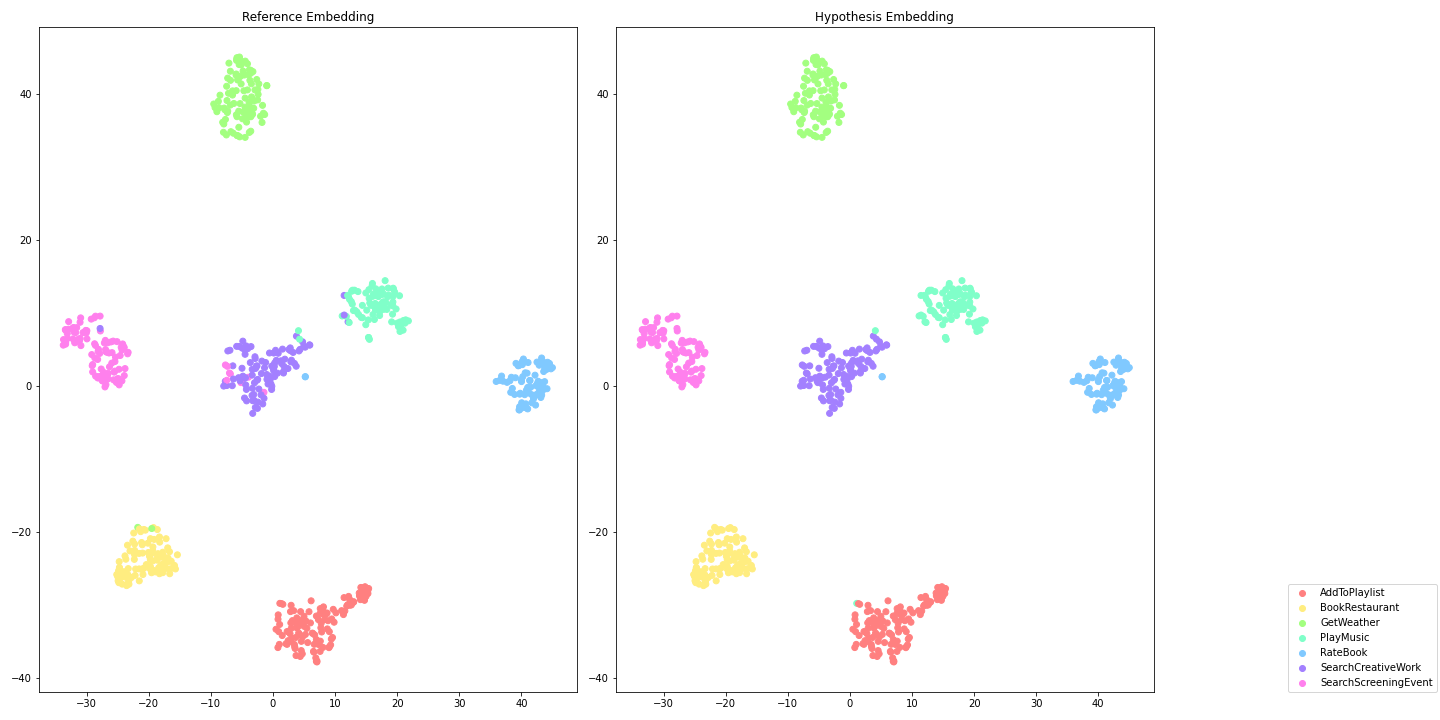 Reference Embedding
Hypothesis Embedding
40
20
0
−20
−40
−30
−20
−10
0
10
20
30
40
40
20
0
−20
−40
−30
−20
−10
0
10
20
30
40
AddToPlaylist
BookRestaurant
GetWeather
PlayMusic
RateBook
SearchCreativeWork
SearchScreeningEvent